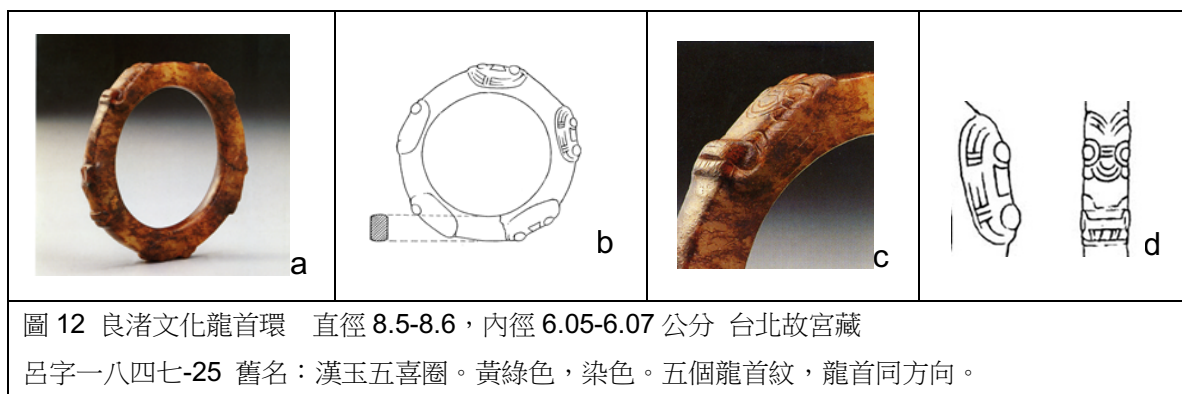 a
b
c
d
圖 12 良渚文化龍首環 直徑 8.5-8.6，內徑 6.05-6.07 公分 台北故宮藏
呂字一八四七-25 舊名：漢玉五喜圈。黃綠色，染色。五個龍首紋，龍首同方向。